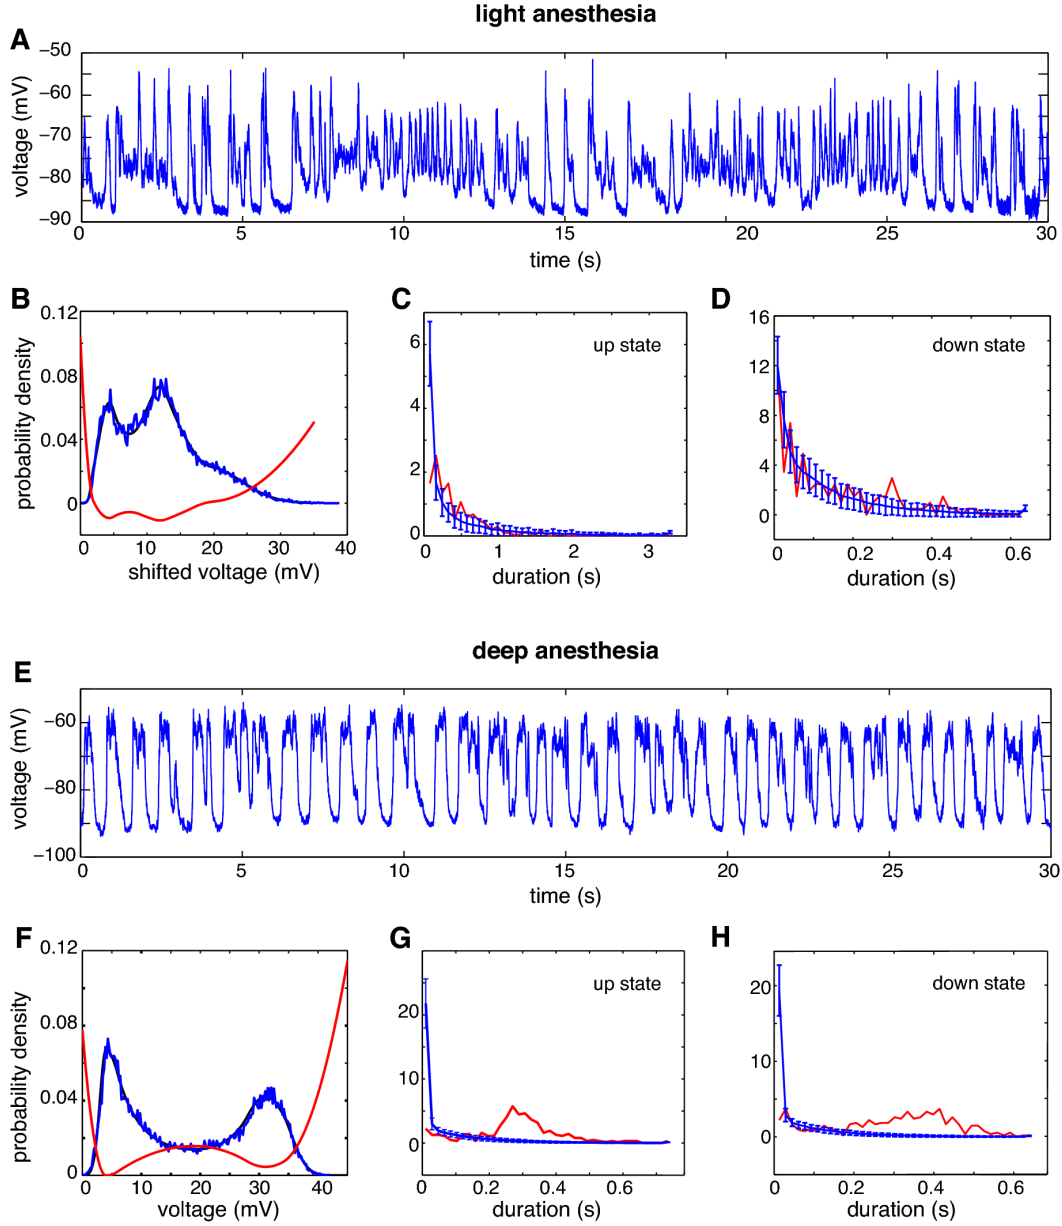 light anesthesia
A
voltage (mV)
−50
−60
−70
−80
−90
0 5 10 15 20 25 30
time (s)
B
probability density
0.12
0.08
0.04
0
0 10 20 30 40
shifted voltage (mV)
C
up state
6
4
2
0
0 1 2 3
duration (s)
D
down state
16
12
8
4
0
0 0.2 0.4 0.6
duration (s)
deep anesthesia
E
voltage (mV)
−60
−80
−100
0 5 10 15 20 25 30
time (s)
F
probability density
0.12
0.08
0.04
0
0 10 20 30 40
voltage (mV)
G
up state
20
10
0
0 0.2 0.4 0.6
duration (s)
H
down state
20
10
0
0 0.2 0.4 0.6
duration (s)